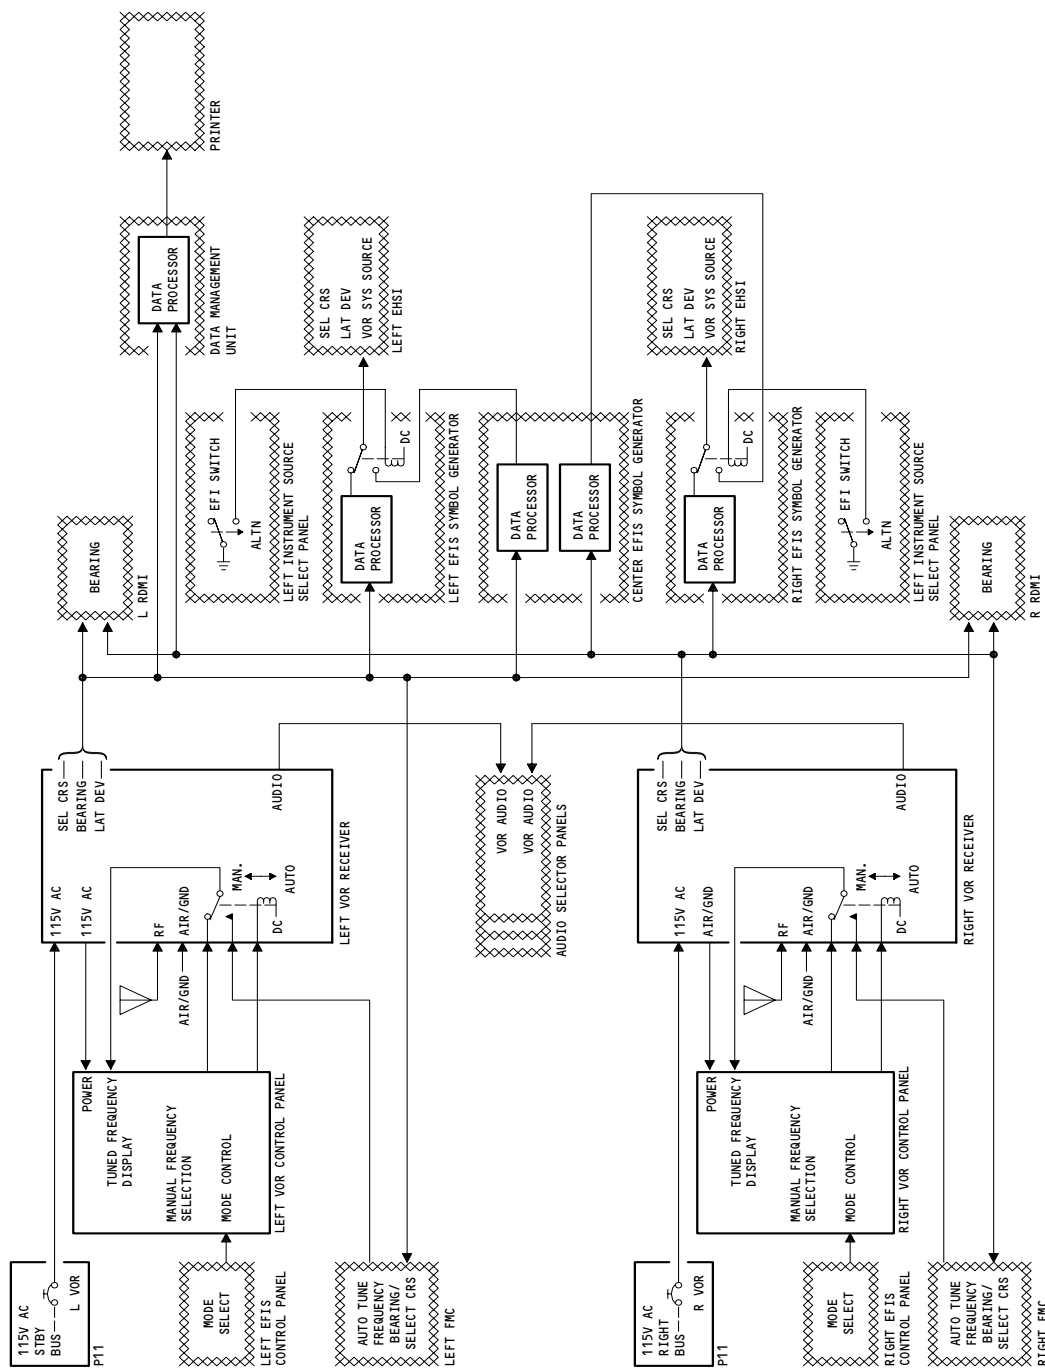 PRINTER
DATA
PROCESSOR
DATA MANAGEMENT
UNIT
BEARING
L RDMI
EFI SWITCH
ALTN
LEFT INSTRUMENT SOURCE
SELECT PANEL
DATA
PROCESSOR
DC
LEFT EFIS SYMBOL GENERATOR
SEL CRS
LAT DEV
VOR SYS SOURCE
LEFT EHSI
DATA
PROCESSOR
DATA
PROCESSOR
CENTER EFIS SYMBOL GENERATOR
SEL CRS
LAT DEV
VOR SYS SOURCE
RIGHT EHSI
DATA
PROCESSOR
DC
RIGHT EFIS SYMBOL GENERATOR
EFI SWITCH
ALTN
LEFT INSTRUMENT SOURCE
SELECT PANEL
BEARING
R RDMI
115V AC
115V AC
RF
AIR/GND
AIR/GND
SEL CRS
BEARING
LAT DEV
MAN.
AUTO
DC
AUDIO
LEFT VOR RECEIVER
VOR AUDIO
VOR AUDIO
AUDIO SELECTOR PANELS
115V AC
AIR/GND
RF
AIR/GND
AIR/GND
SEL CRS
BEARING
LAT DEV
MAN.
AUTO
DC
AUDIO
RIGHT VOR RECEIVER
POWER
TUNED FREQUENCY
DISPLAY
MANUAL FREQUENCY
SELECTION
MODE CONTROL
LEFT VOR CONTROL PANEL
POWER
TUNED FREQUENCY
DISPLAY
MANUAL FREQUENCY
SELECTION
MODE CONTROL
RIGHT VOR CONTROL PANEL
115V AC
STBY
BUS
L VOR
P11
MODE
SELECT
LEFT EFIS
CONTROL PANEL
AUTO TUNE
FREQUENCY
BEARING/
SELECT CRS
LEFT FMC
115V AC
RIGHT
BUS
R VOR
P11
MODE
SELECT
RIGHT EFIS
CONTROL PANEL
AUTO TUNE
FREQUENCY
BEARING/
SELECT CRS
RIGHT FMC